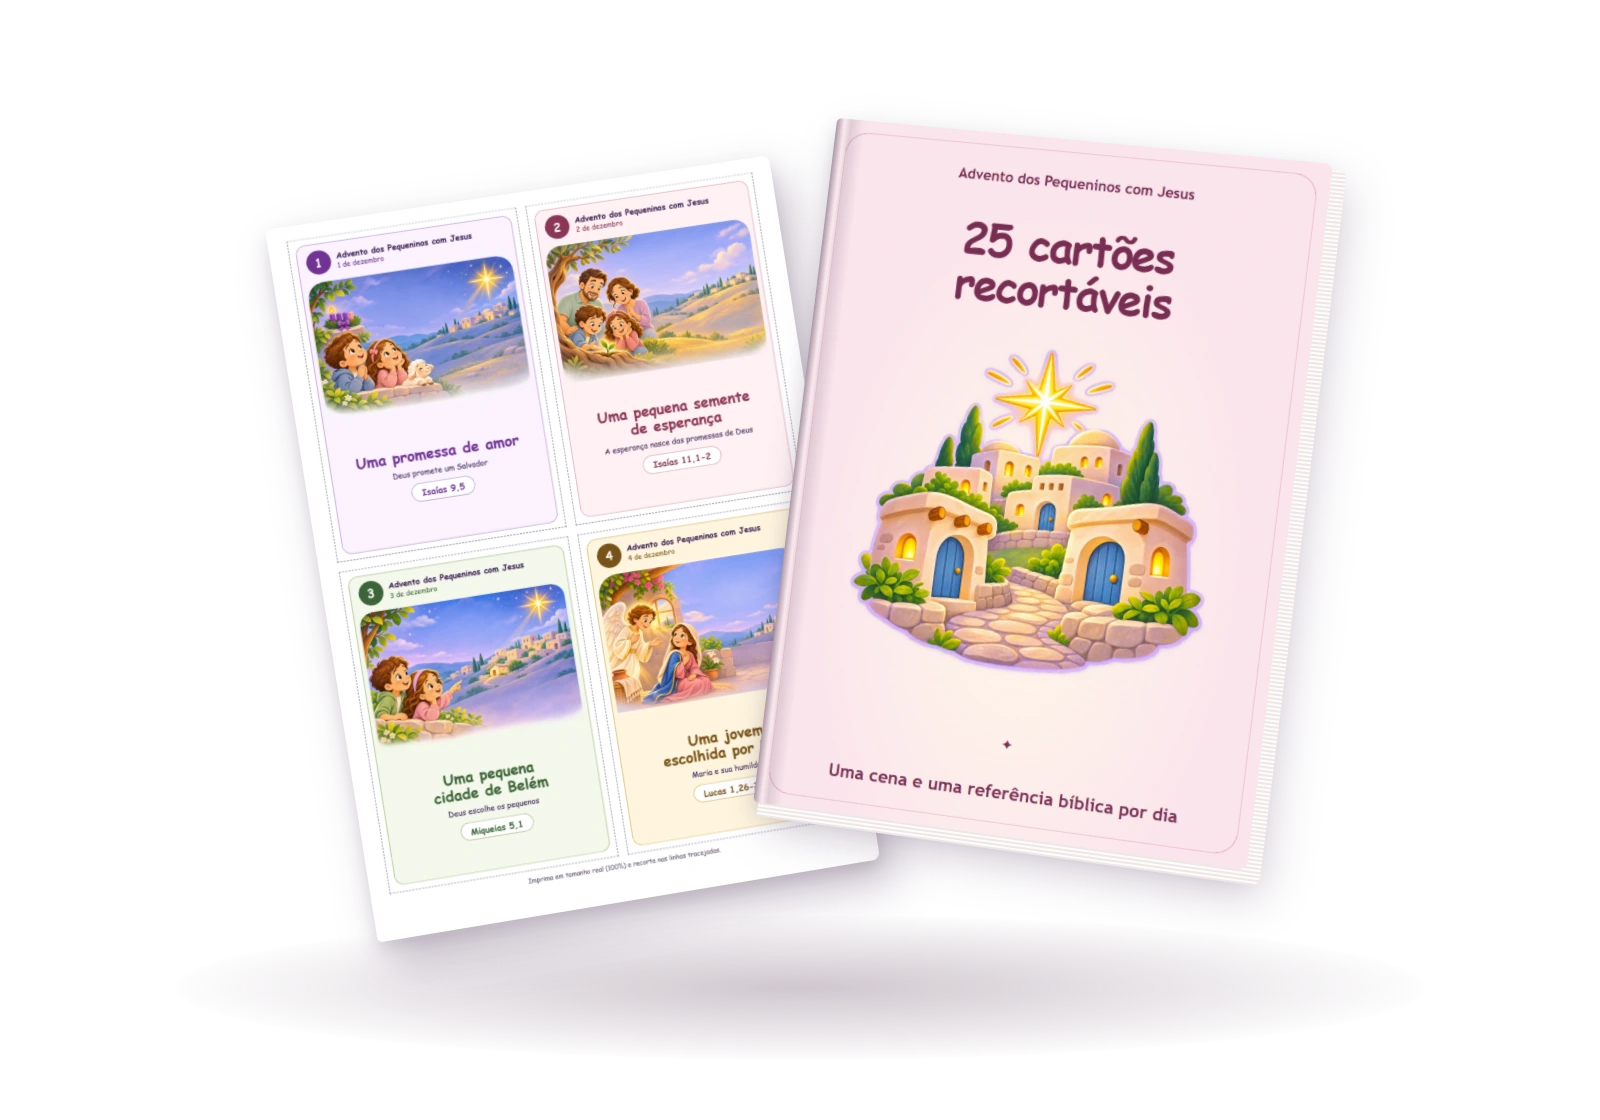 1
Advento dos Pequeninos com Jesus
1 de dezembro
Uma promessa de amor
Deus promete um Salvador
Isaías 9,5
2
Advento dos Pequeninos com Jesus
2 de dezembro
Uma pequena semente
de esperança
A esperança nasce das promessas de Deus
Isaías 11,1-2
3
Advento dos Pequeninos com Jesus
3 de dezembro
Uma pequena
cidade de Belém
Deus escolhe os pequenos
Miqueias 5,1
4
Advento dos Pequeninos com Jesus
4 de dezembro
Uma jovem
escolhida por
Maria e sua
Lucas 1,26-
Imprima em tamanho real (100%) e recorte nas linhas tracejadas.
Advento dos Pequeninos com Jesus
25 cartões
recortáveis
Uma cena e uma referência bíblica por dia